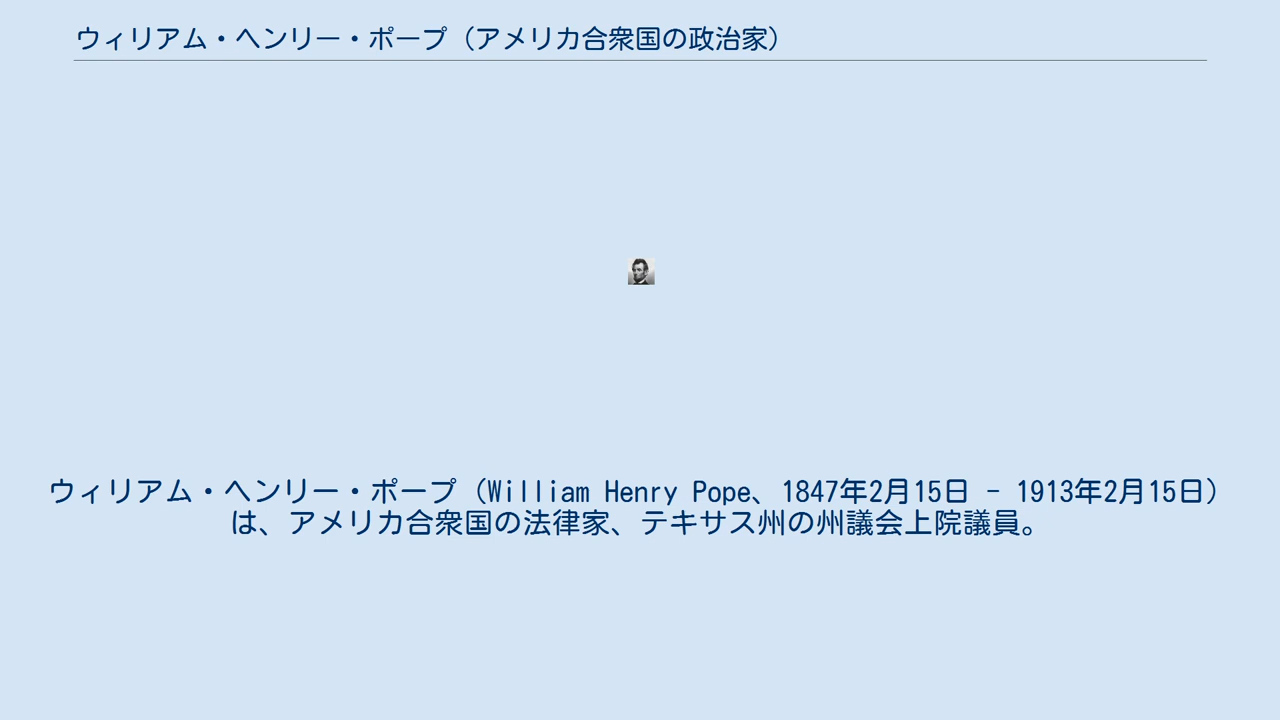 ウィリアム・ヘンリー・ポープ（アメリカ合衆国の政治家）
ウィリアム・ヘンリー・ポープ（William Henry Pope、1847年2月15日 – 1913年2月15日）
は、アメリカ合衆国の法律家、テキサス州の州議会上院議員。